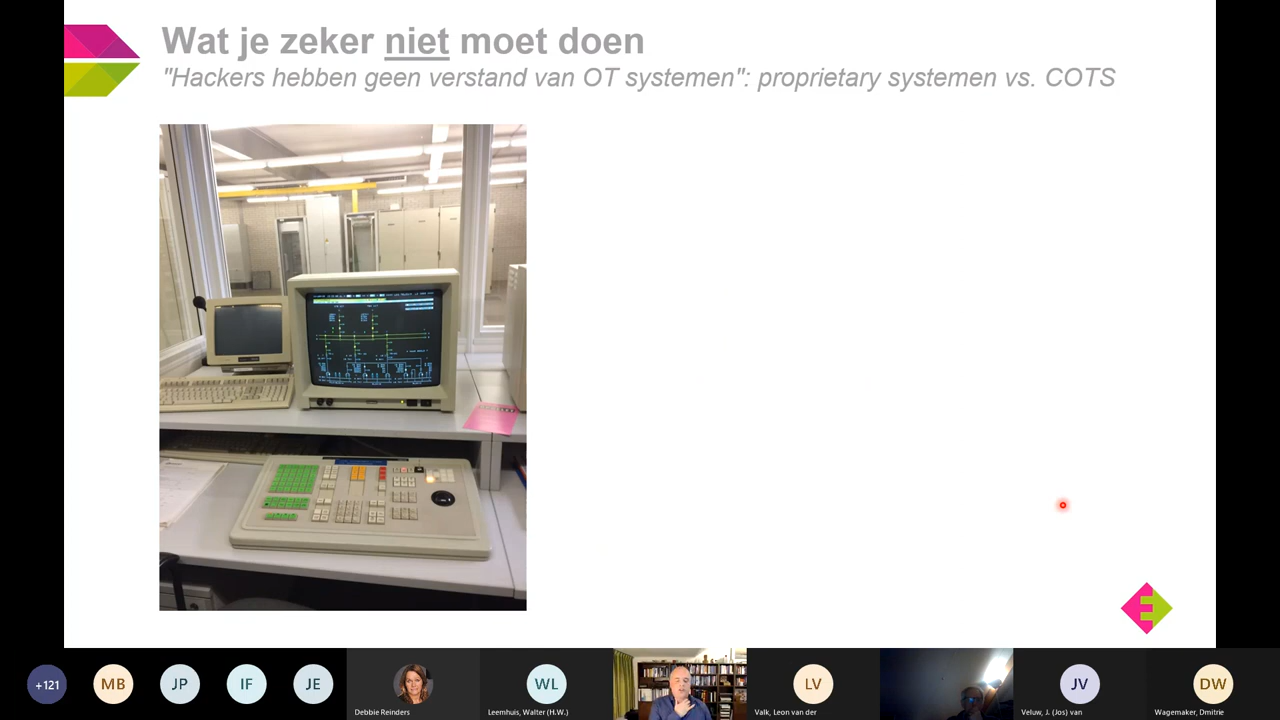 Wat je zeker niet moet doen
"Hackers hebben geen verstand van OT systemen": proprietary systemen vs. COTS
+121
MB
JP
IF
JE
Debbie Reinders
WL
Leemhuis, Walter (H.W.)
LV
Valk, Leon van der
JV
Veluw, J. (Jos) van
DW
Wagemaker, Dmitrie